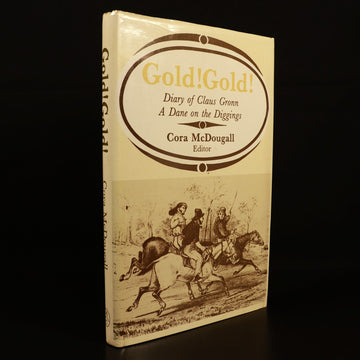 Gold!Gold!
Diary of Claus Gronn
A Dane on the Diggings
Cora McDougall
Editor
Gold!Gold!
Cora McDougall